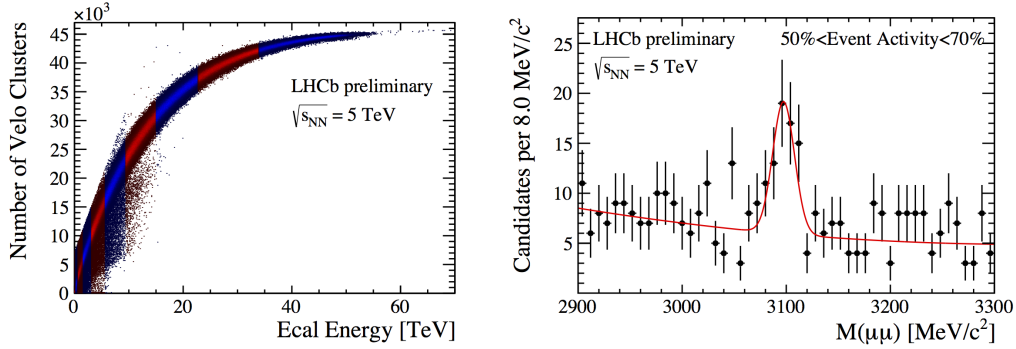 ×10³
Number of Velo Clusters
45
40
35
30
25
20
15
10
5
0
LHCb preliminary
√sNN = 5 TeV
0
20
40
60
Ecal Energy [TeV]
Candidates per 8.0 MeV/c²
25
20
15
10
5
LHCb preliminary
50%<Event Activity<70%
√sNN = 5 TeV
2900
3000
3100
3200
3300
M(μμ) [MeV/c²]